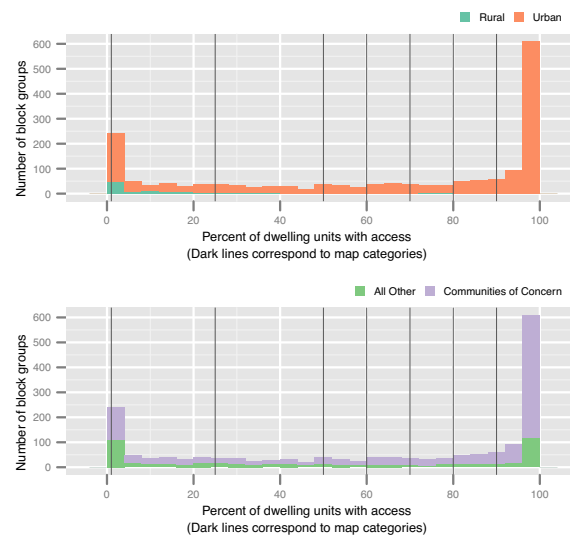 Rural Urban
Number of block groups
600
500
400
300
200
100
0
0 20 40 60 80 100
Percent of dwelling units with access
(Dark lines correspond to map categories)
All Other Communities of Concern
Number of block groups
600
500
400
300
200
100
0
0 20 40 60 80 100
Percent of dwelling units with access
(Dark lines correspond to map categories)